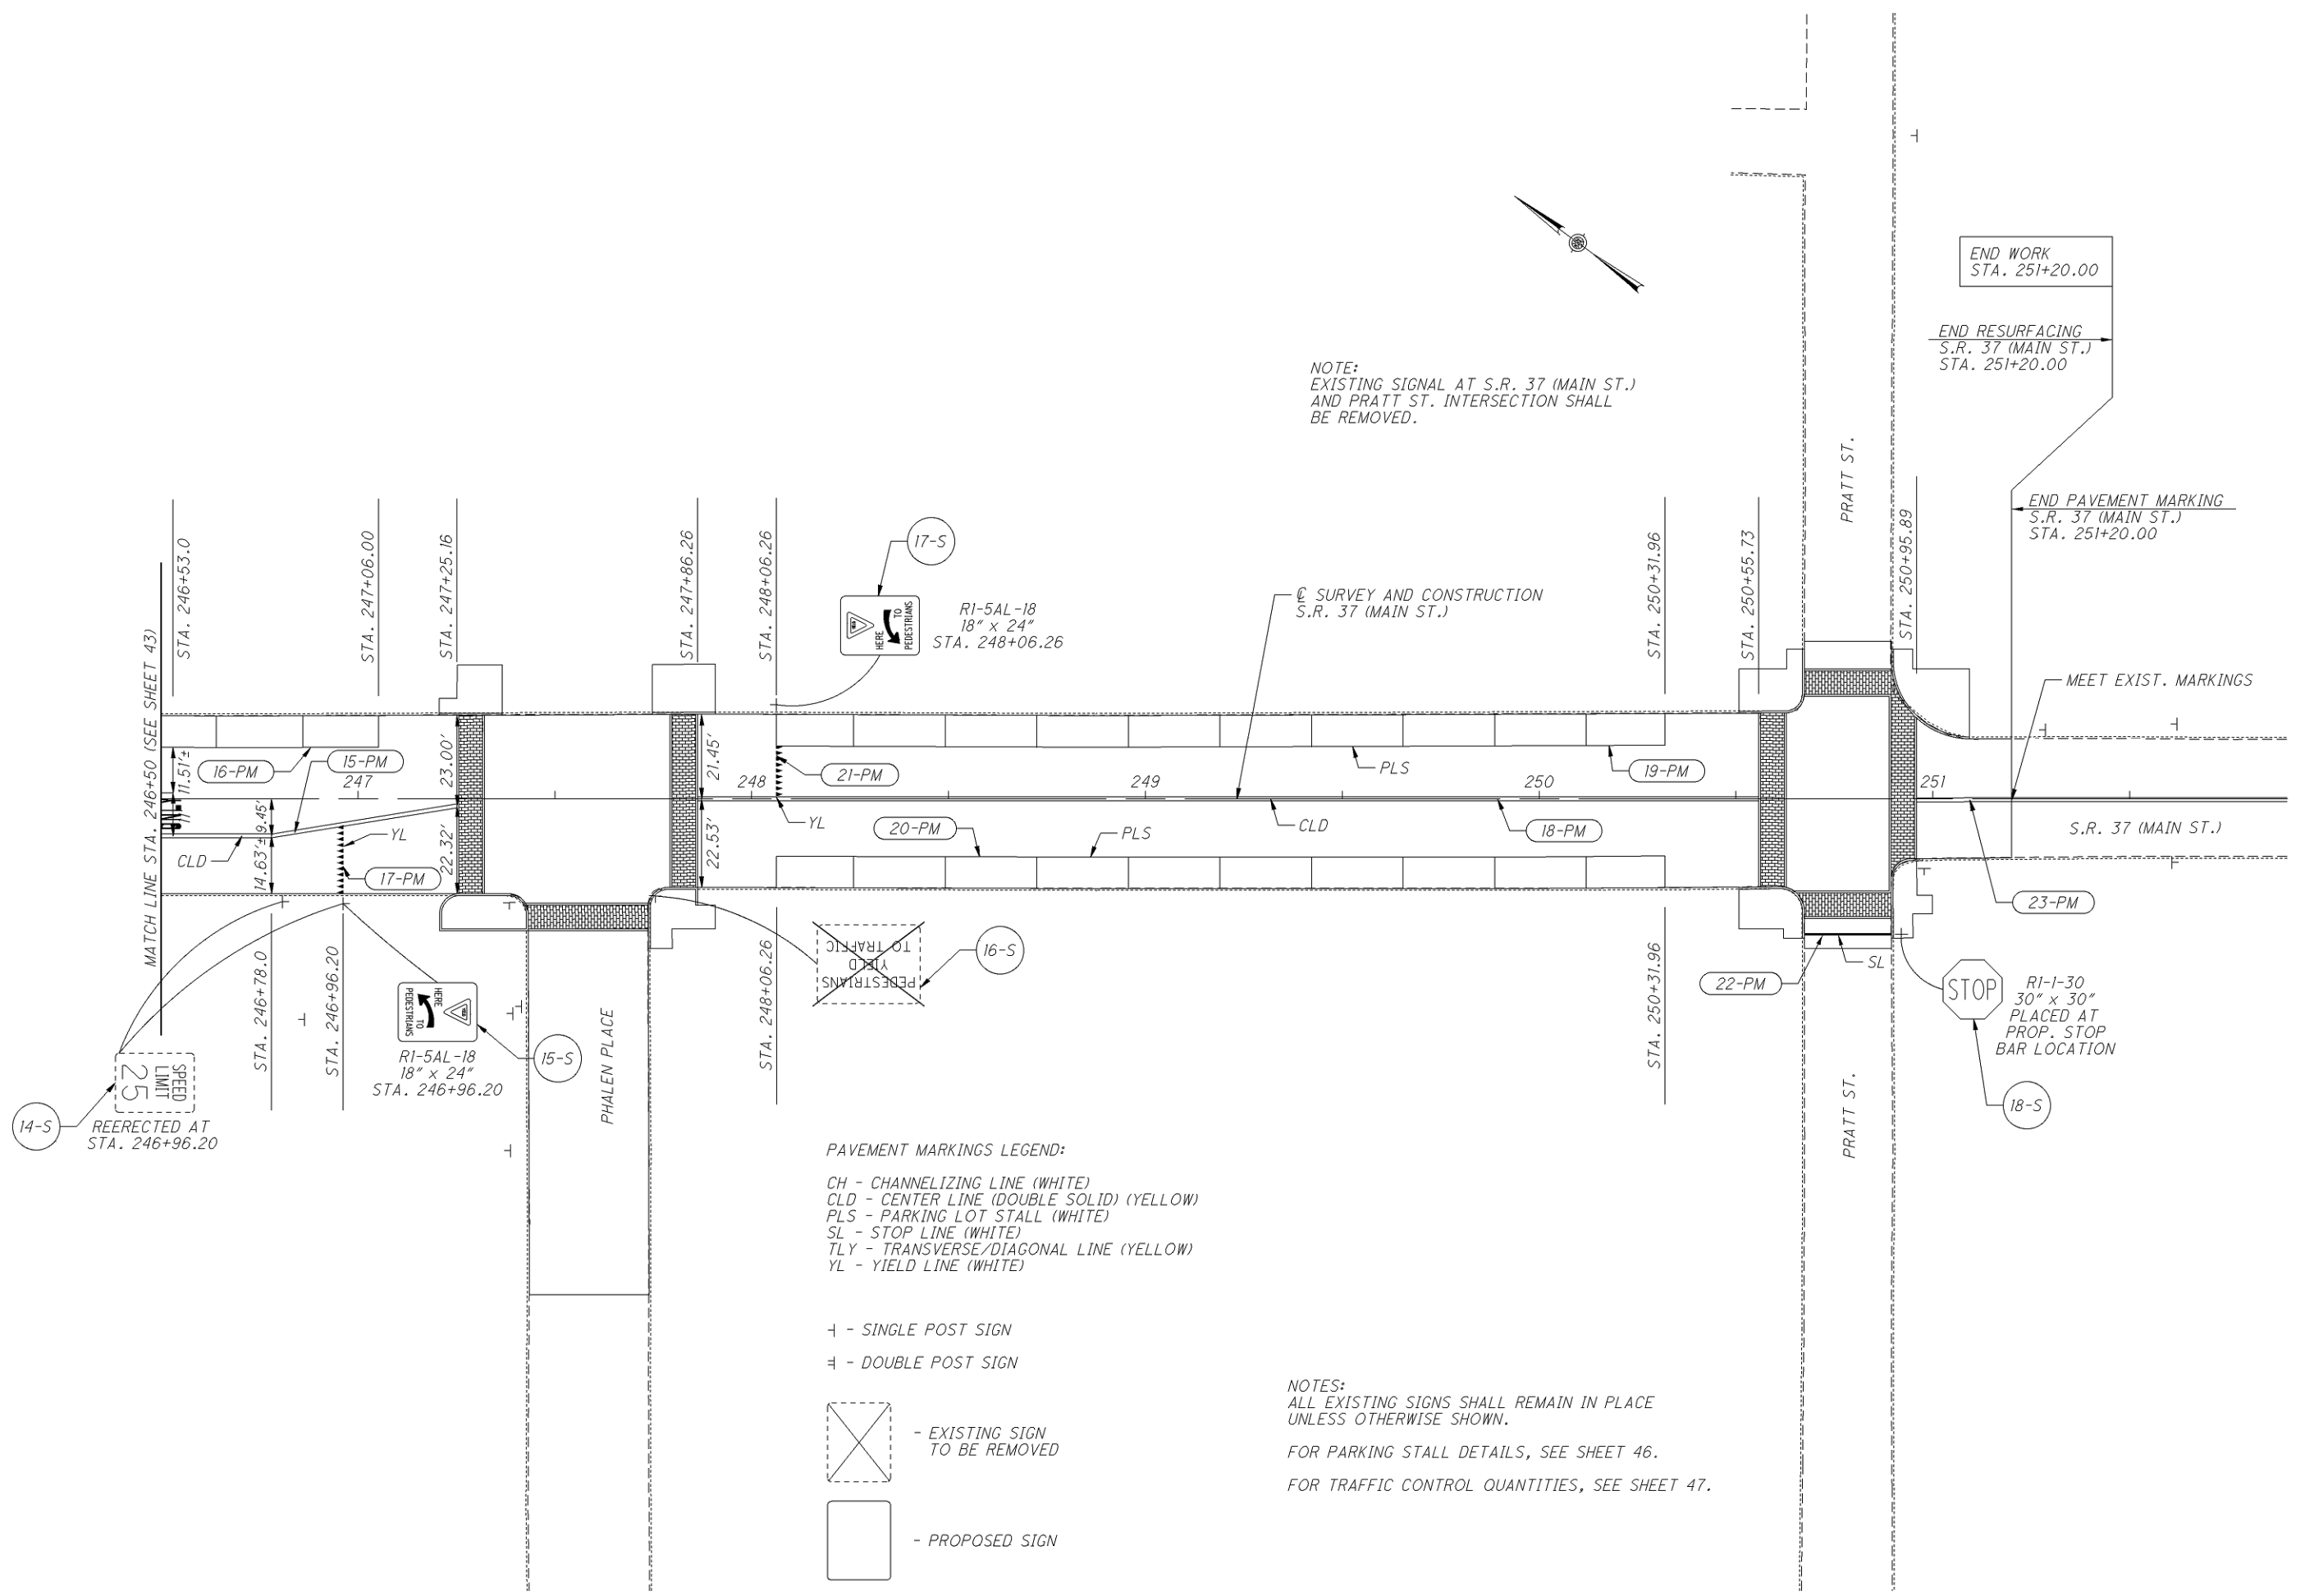 END WORK
STA. 251+20.00
END RESURFACING
S.R. 37 (MAIN ST.)
STA. 251+20.00
NOTE:
EXISTING SIGNAL AT S.R. 37 (MAIN ST.)
AND PRATT ST. INTERSECTION SHALL
BE REMOVED.
PRATT ST.
END PAVEMENT MARKING
S.R. 37 (MAIN ST.)
STA. 251+20.00
MATCH LINE STA. 246+50 (SEE SHEET 43)
STA. 246+53.0
STA. 247+06.00
STA. 247+25.16
STA. 247+86.26
STA. 248+06.26
17-S
HERE
TO
PEDESTRIANS
R1-5AL-18
18" x 24"
STA. 248+06.26
℄ SURVEY AND CONSTRUCTION
S.R. 37 (MAIN ST.)
STA. 250+31.96
STA. 250+55.73
STA. 250+95.89
MEET EXIST. MARKINGS
11.51'±
16-PM
15-PM
247
23.00'
21.45'
248
21-PM
249
PLS
250
19-PM
251
11'
9.45'
CLD
14.63'±
YL
17-PM
22.32'
22.53'
YL
20-PM
PLS
CLD
18-PM
S.R. 37 (MAIN ST.)
23-PM
STA. 246+78.0
STA. 246+96.20
PEDESTRIANS
YIELD
TO TRAFFIC
16-S
STA. 248+06.26
STA. 250+31.96
22-PM
SL
STOP
R1-1-30
30" x 30"
PLACED AT
PROP. STOP
BAR LOCATION
18-S
SPEED
LIMIT
25
14-S
REERECTED AT
STA. 246+96.20
HERE
TO
PEDESTRIANS
R1-5AL-18
18" x 24"
STA. 246+96.20
15-S
PHALEN PLACE
PRATT ST.
PAVEMENT MARKINGS LEGEND:
CH - CHANNELIZING LINE (WHITE)
CLD - CENTER LINE (DOUBLE SOLID) (YELLOW)
PLS - PARKING LOT STALL (WHITE)
SL - STOP LINE (WHITE)
TLY - TRANSVERSE/DIAGONAL LINE (YELLOW)
YL - YIELD LINE (WHITE)
- SINGLE POST SIGN
- DOUBLE POST SIGN
- EXISTING SIGN
TO BE REMOVED
- PROPOSED SIGN
NOTES:
ALL EXISTING SIGNS SHALL REMAIN IN PLACE
UNLESS OTHERWISE SHOWN.
FOR PARKING STALL DETAILS, SEE SHEET 46.
FOR TRAFFIC CONTROL QUANTITIES, SEE SHEET 47.